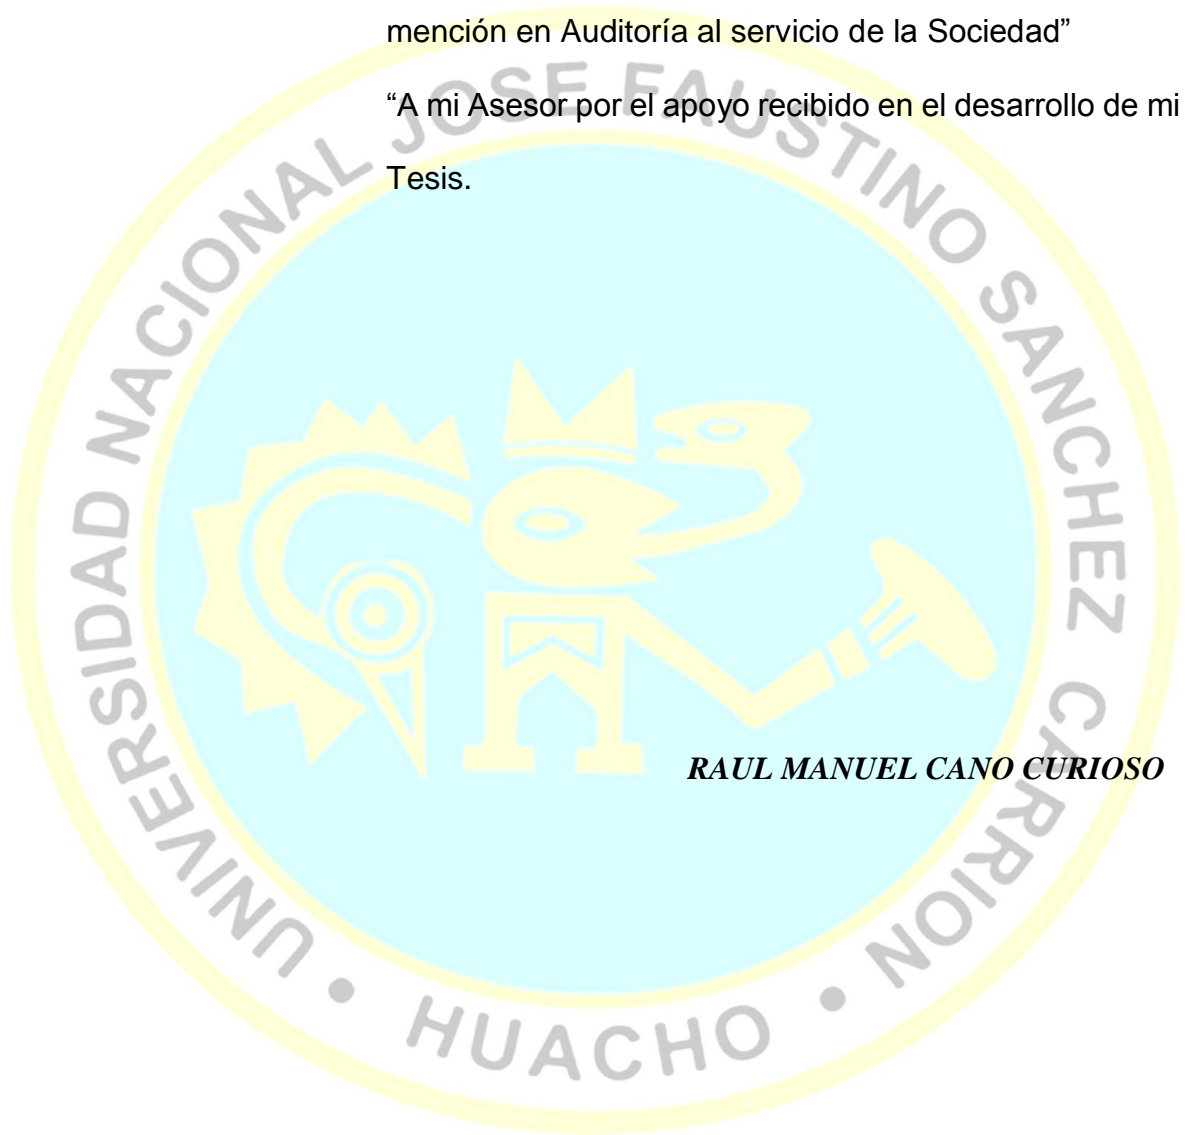 mención en Auditoría al servicio de la Sociedad”
“A mi Asesor por el apoyo recibido en el desarrollo de mi
Tesis.
RAUL MANUEL CANO CURIOSO
UNIVERSIDAD NACIONAL JOSE FAUSTINO SANCHEZ CARRION • HUACHO •